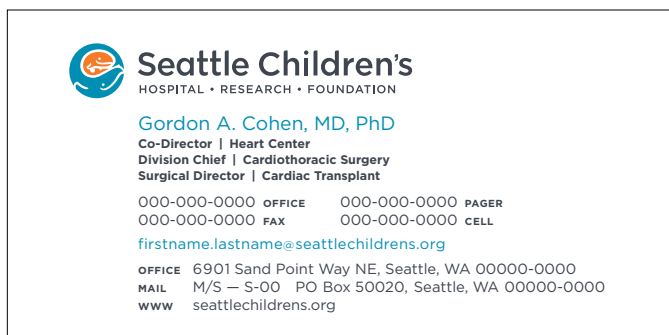 Seattle Children's
HOSPITAL • RESEARCH • FOUNDATION
Gordon A. Cohen, MD, PhD
Co-Director | Heart Center
Division Chief | Cardiothoracic Surgery
Surgical Director | Cardiac Transplant
000-000-0000 OFFICE 000-000-0000 PAGER
000-000-0000 FAX 000-000-0000 CELL
firstname.lastname@seattlechildrens.org
OFFICE 6901 Sand Point Way NE, Seattle, WA 00000-0000
MAIL M/S — S-00 PO Box 50020, Seattle, WA 00000-0000
WWW seattlechildrens.org